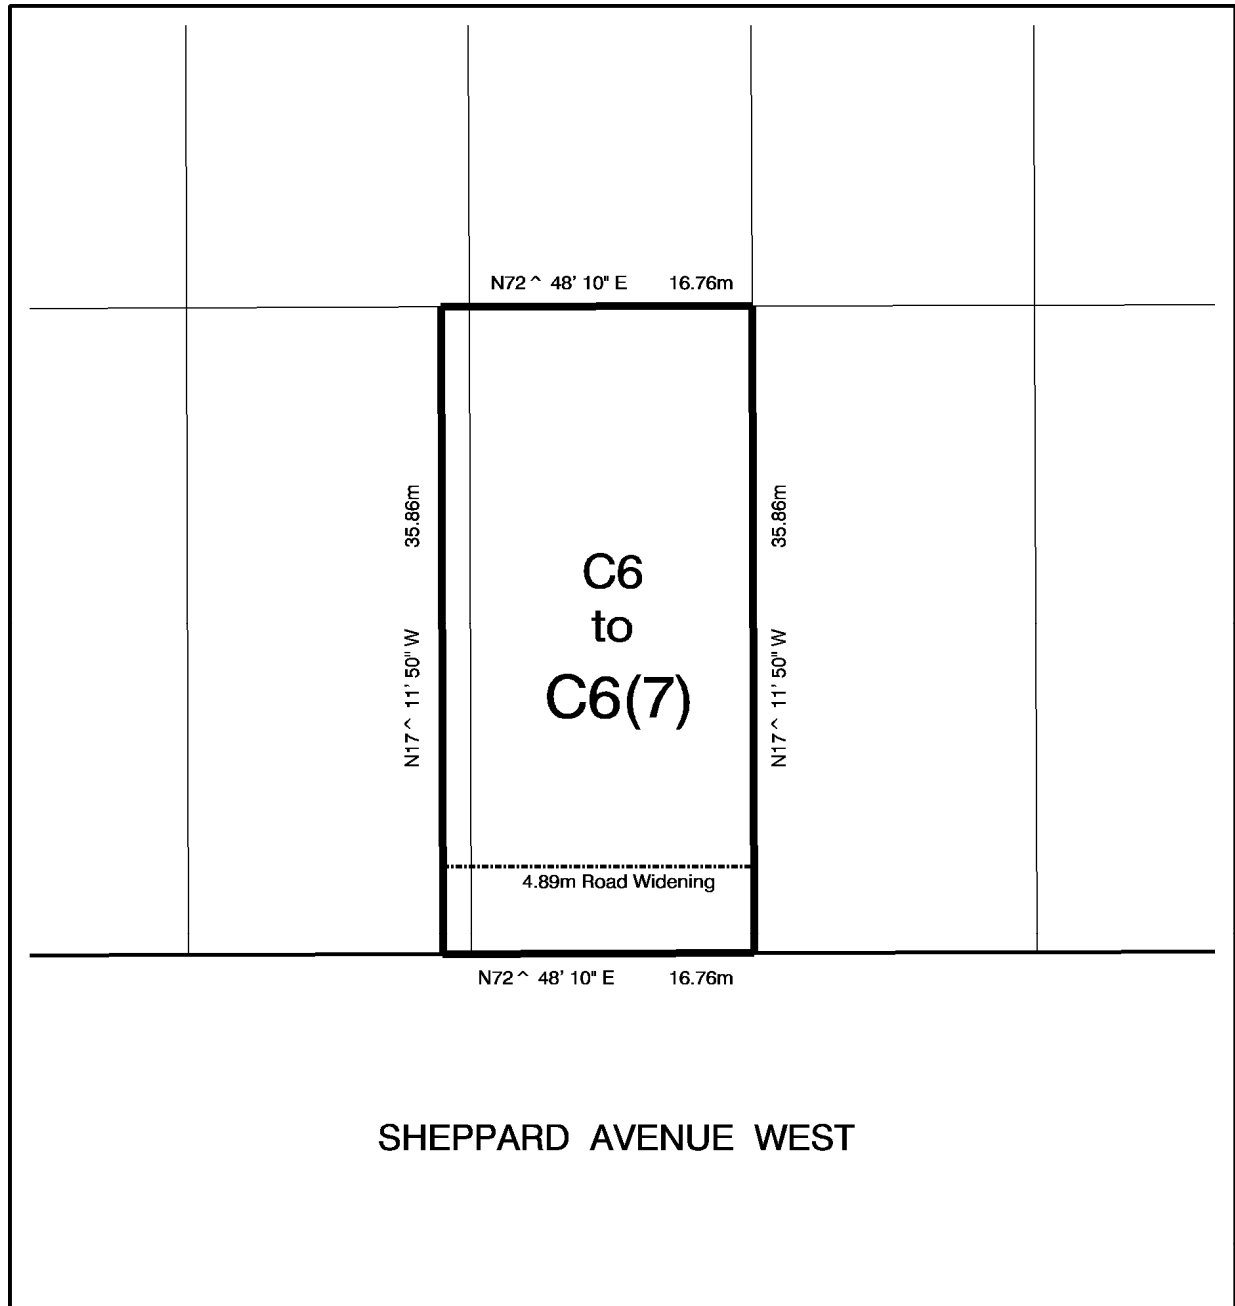 N72^ 48' 10" E 16.76m
35.86m
N17^ 11' 50" W
35.86m
N17^ 11' 50" W
C6
to
C6(7)
4.89m Road Widening
N72^ 48' 10" E 16.76m
SHEPPARD AVENUE WEST